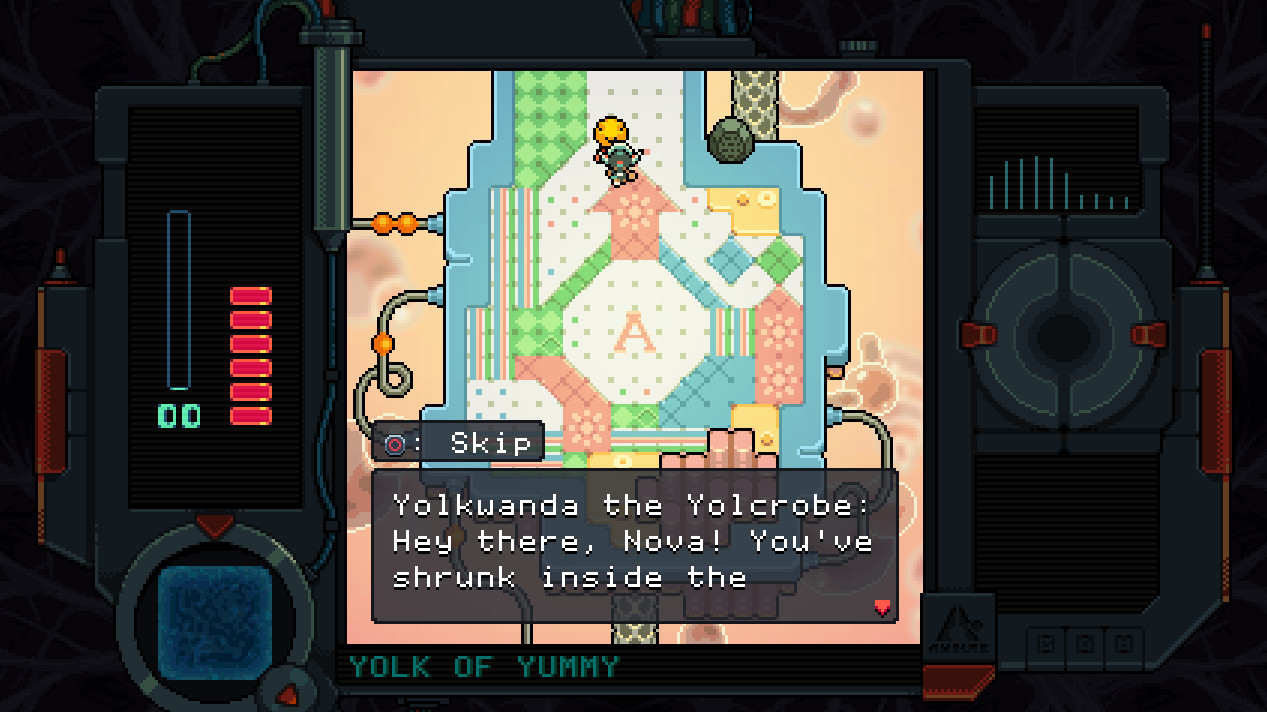 A
: Skip
Yolkwanda the Yolcrobe:
Hey there, Nova! You've
shrunk inside the
00
YOLK OF YUMMY